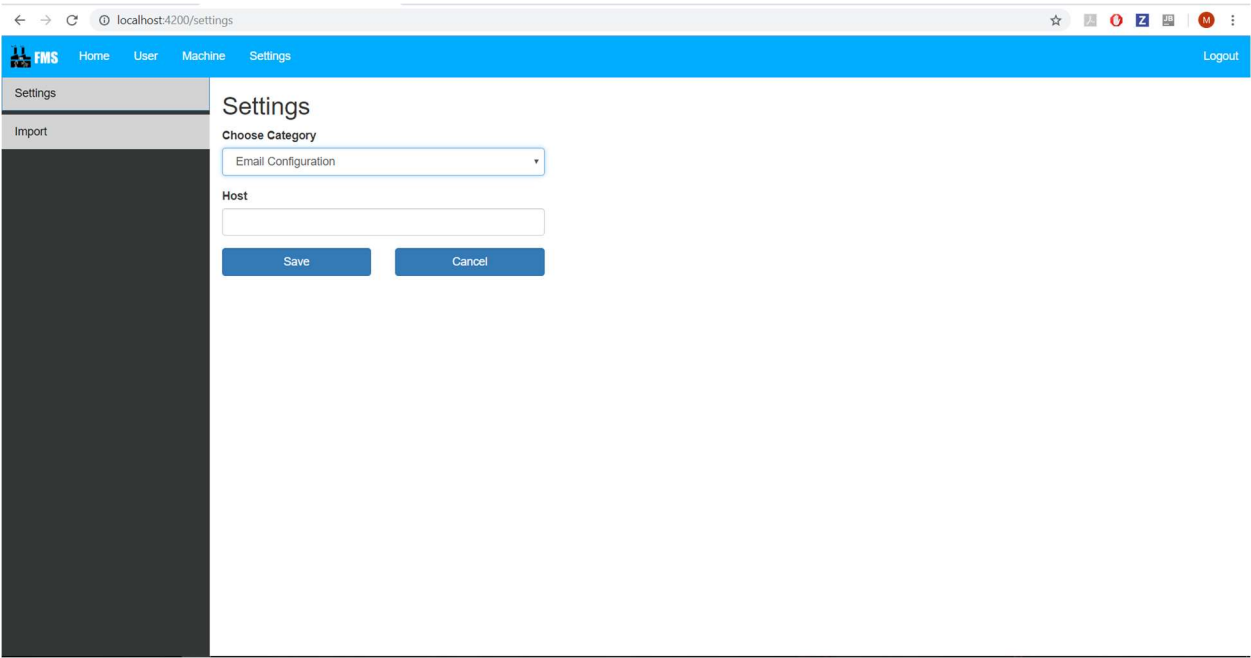 localhost:4200/settings
Z JB M
FMS Home User Machine Settings Logout
Settings
Import
Settings
Choose Category
Email Configuration
Host
Save Cancel